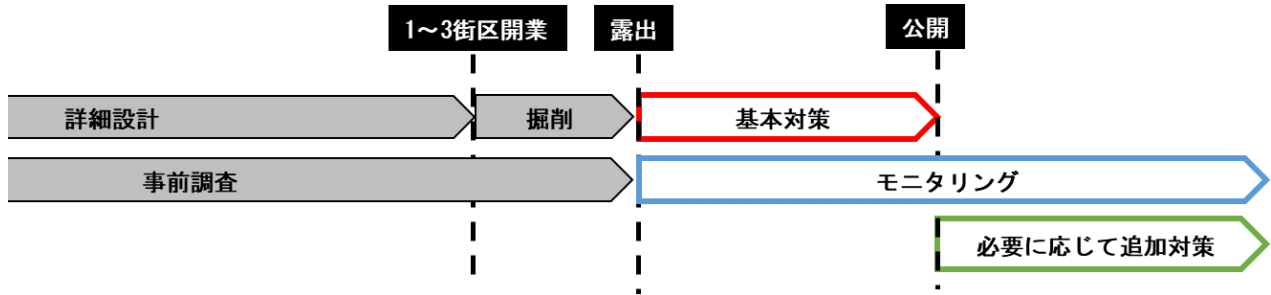 1～3街区開業
露出
公開
詳細設計
掘削
基本対策
事前調査
モニタリング
必要に応じて追加対策